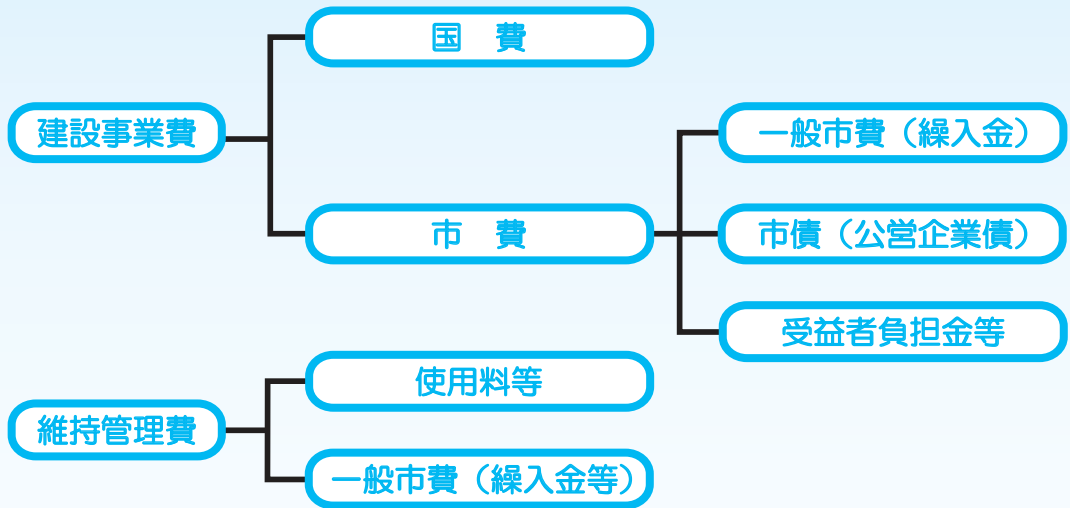 国　費
建設事業費
一般市費（繰入金）
市　費
市債（公営企業債）
受益者負担金等
使用料等
維持管理費
一般市費（繰入金等）